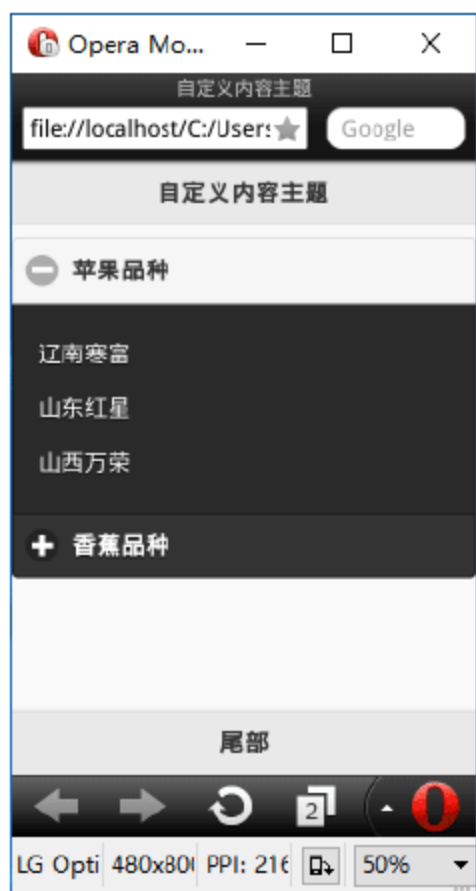 Opera Mo...
自定义内容主题
file://localhost/C:/Users
Google
自定义内容主题
苹果品种
辽南寒富
山东红星
山西万荣
香蕉品种
尾部
2
LG Opti 480x80 PPI: 216 50%